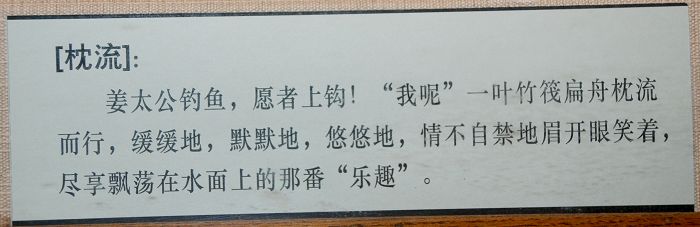 [枕流]：
姜太公钓鱼，愿者上钩！“我呢”一叶竹筏扁舟枕流
而行，缓缓地，默默地，悠悠地，情不自禁地眉开眼笑着，
尽享飘荡在水面上的那番“乐趣”。